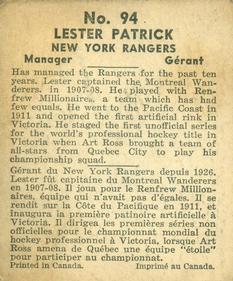 No. 94
LESTER PATRICK
NEW YORK RANGERS
Manager Gérant
Has managed the Rangers for the past ten
years. Lester captained the Montreal Wan-
derers. in 1907-08. He played with Ren-
frew Millionaires, a team which has had
few equals. He went to the Pacific Coast in
1911 and opened the first artificial rink in
Victoria. He staged the first unofficial series
for the world's professional hockey title in
Victoria when Art Ross brought a team of
all-stars from Quebec City to play his
championship squad.
Gérant du New York Rangers depuis 1926.
Lester fût capitaine du Montreal Wanderers
en 1907-08. Il joua pour le Renfrew Million-
naires, équipe qui n'avait pas d'égales. Il se
rendit sur la Côte du Pacifique en 1911, et
inaugura la première patinoire artificielle à
Victoria. Il dirigea les premières séries non
officielles pour le championnat mondial du
hockey professionnel à Victoria, lorsque Art
Ross amena de Québec une équipe "étoile"
pour participer au championnat.
Printed in Canada. Imprimé au Canada.